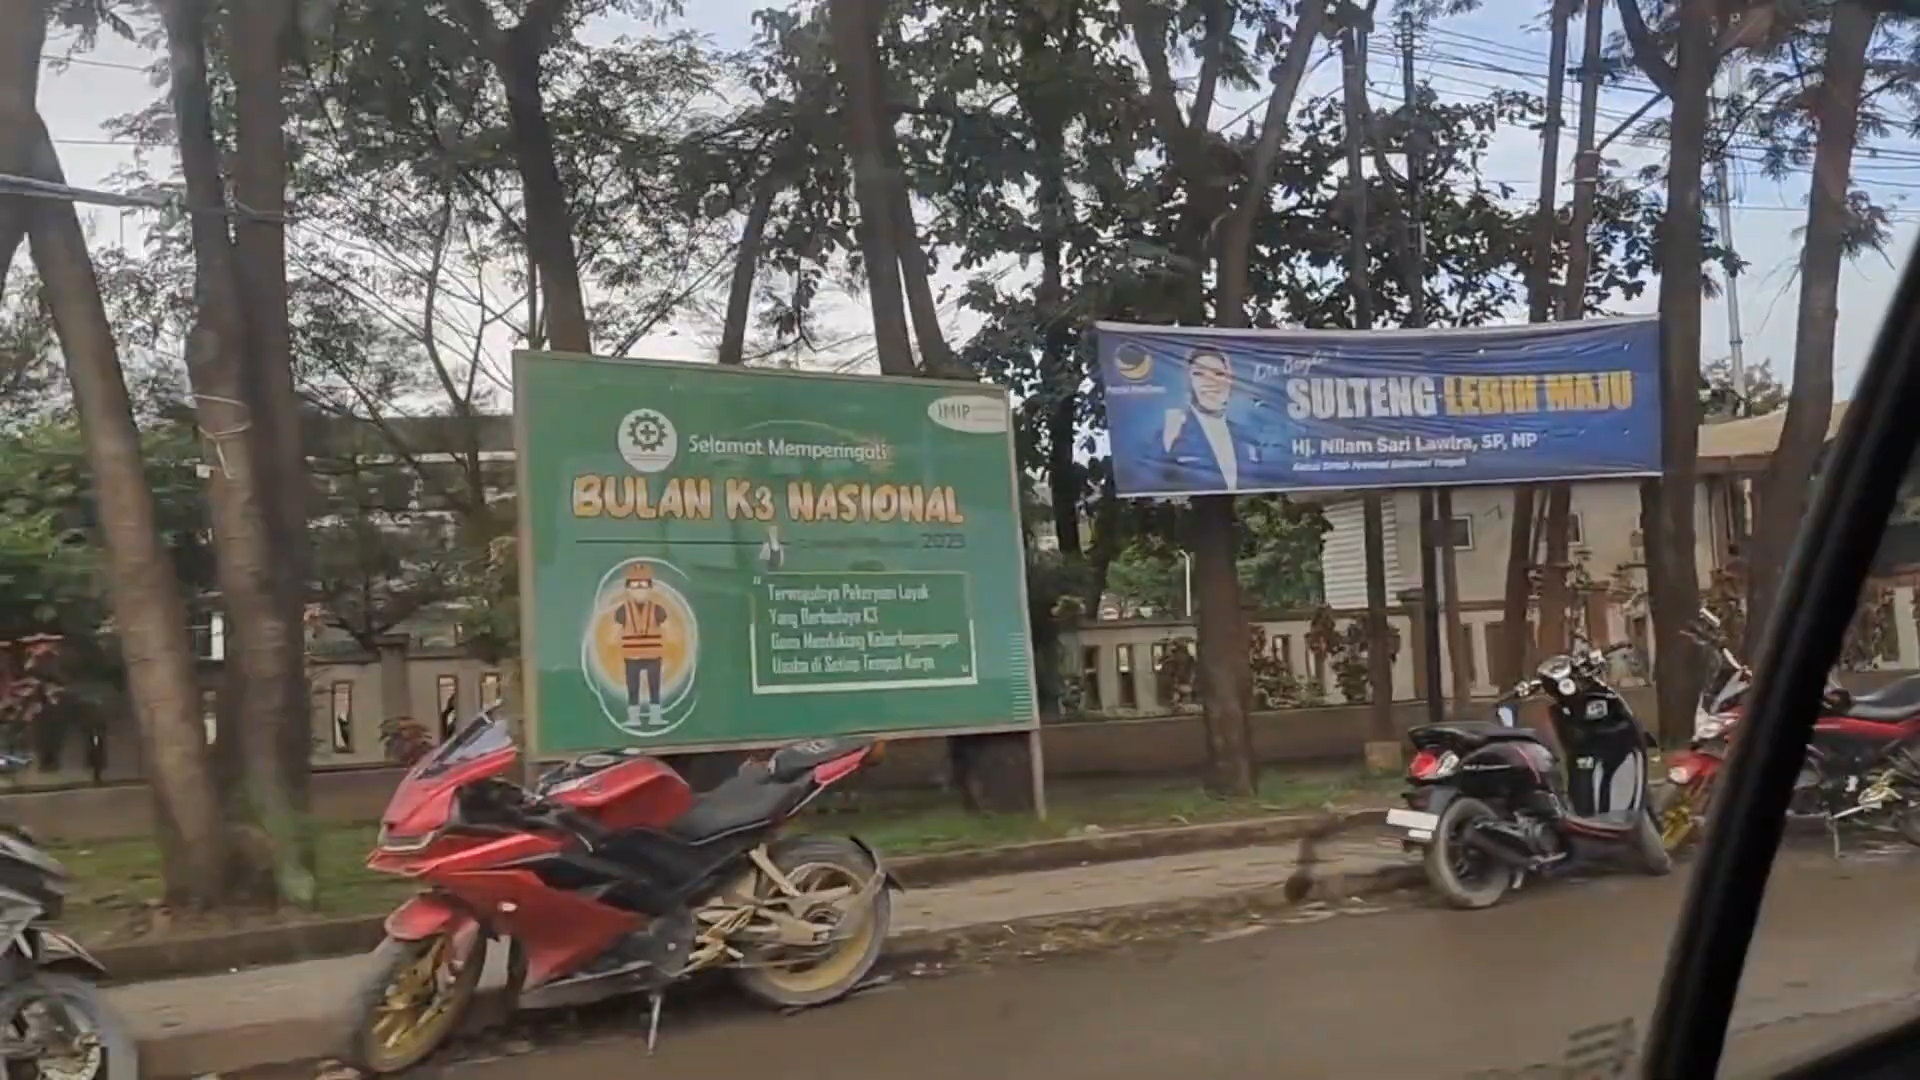 IMIP
Selamat Memperingati
BULAN K3 NASIONAL
2023
"Terwujudnya Pekerjaan Layak
Yang Berbudaya K3
Guna Mendukung Keberlangsungan
Usaha di Setiap Tempat Kerja"
SULTENG LEBIH MAJU
Hj. Nilam Sari Lawira, SP, MP